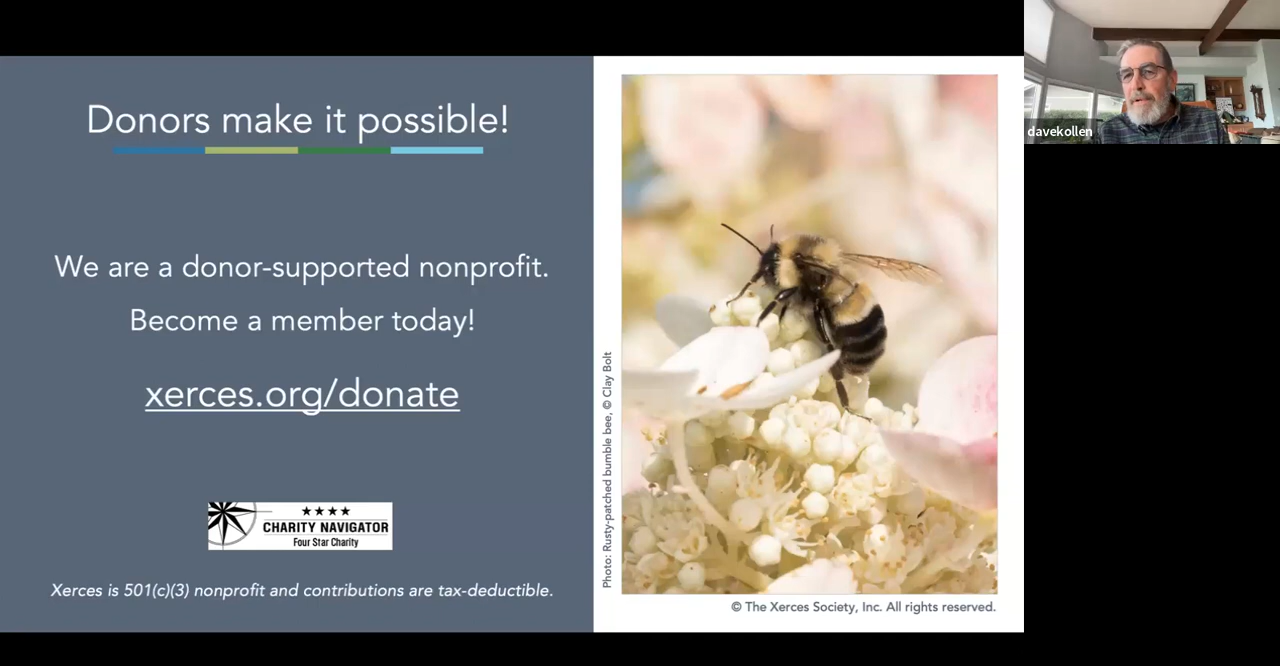 Donors make it possible!
We are a donor-supported nonprofit.
Become a member today!
xerces.org/donate
★★★★
CHARITY NAVIGATOR
Four Star Charity
Xerces is 501(c)(3) nonprofit and contributions are tax-deductible.
Photo: Rusty-patched bumble bee, © Clay Bolt
© The Xerces Society, Inc. All rights reserved.
davekollen